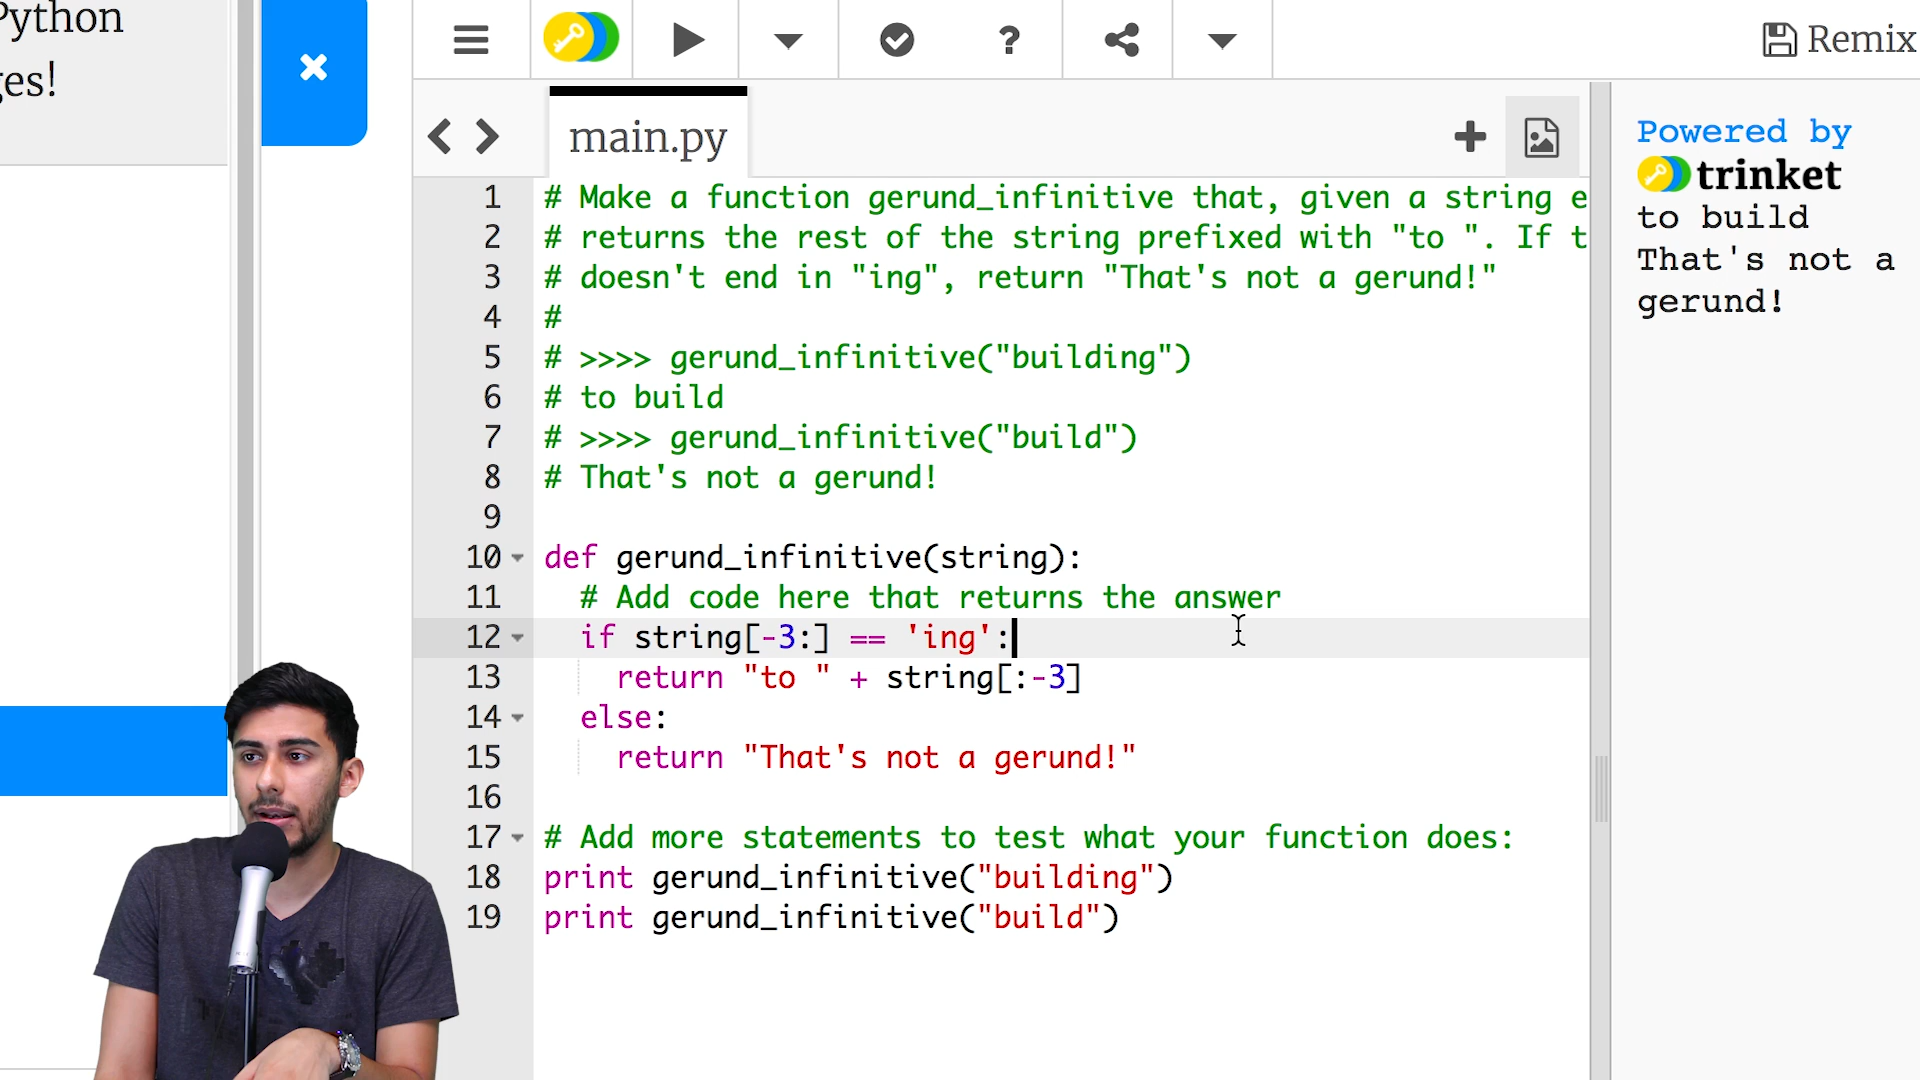 Python
ges!
Remix
main.py
Powered by
trinket
to build
That's not a
gerund!
1 # Make a function gerund_infinitive that, given a string e
2 # returns the rest of the string prefixed with "to ". If t
3 # doesn't end in "ing", return "That's not a gerund!"
4 #
5 # >>>> gerund_infinitive("building")
6 # to build
7 # >>>> gerund_infinitive("build")
8 # That's not a gerund!
9
10 def gerund_infinitive(string):
11 # Add code here that returns the answer
12 if string[-3:] == 'ing':
13 return "to " + string[:-3]
14 else:
15 return "That's not a gerund!"
16
17 # Add more statements to test what your function does:
18 print gerund_infinitive("building")
19 print gerund_infinitive("build")